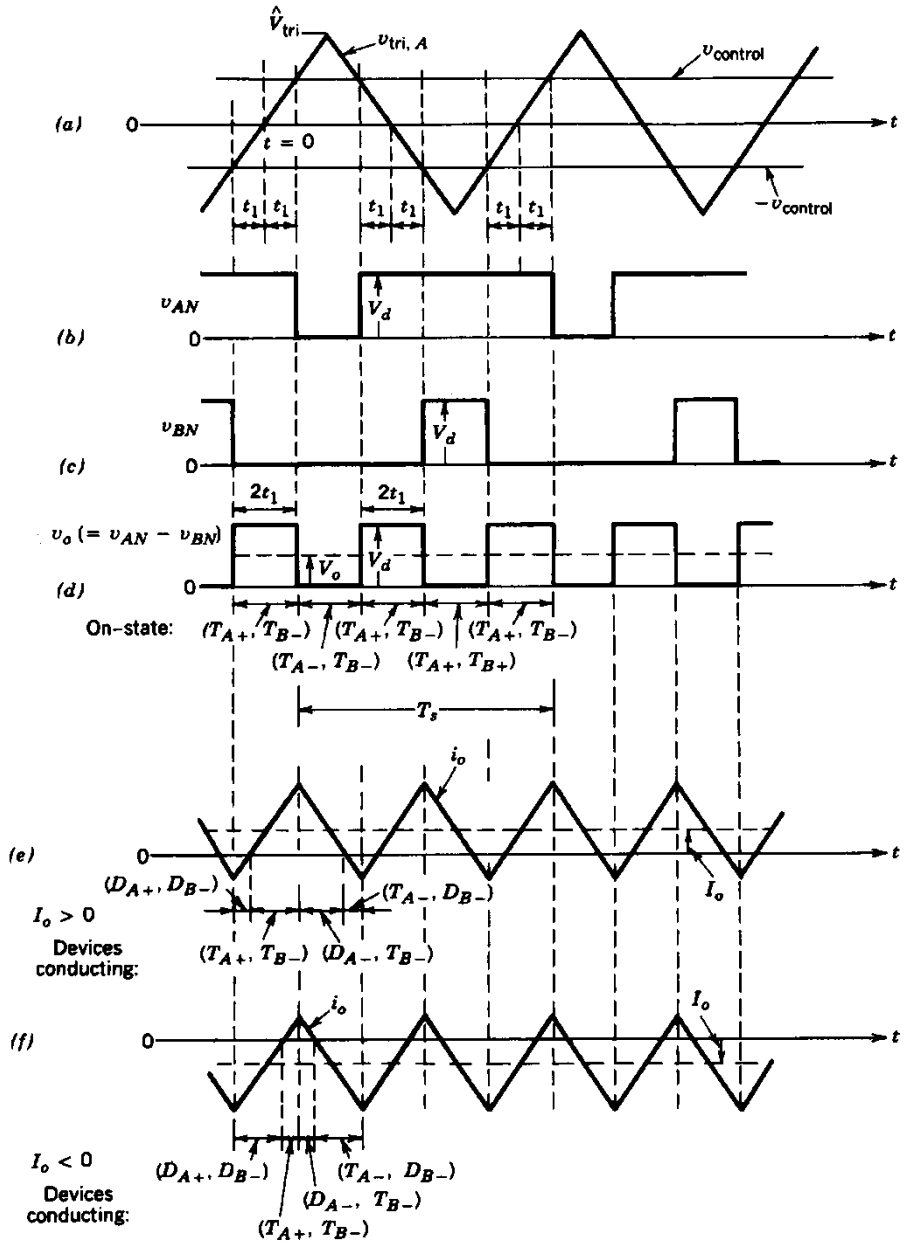 V̂tri
vtri, A
vcontrol
(a)
0
t = 0
t
−vcontrol
t1 t1 t1 t1 t1 t1
vAN
Vd
(b)
0
t
vBN
Vd
(c)
0
t
2t1 2t1
vo (= vAN − vBN)
Vo
Vd
(d)
0
t
On-state: (TA+, TB−) (TA+, TB−) (TA+, TB−)
(TA−, TB−) (TA+, TB+)
Ts
io
(e)
0
t
Io
(DA+, DB−) (TA−, DB−)
Io > 0
(TA+, TB−) (DA−, TB−)
Devices
conducting:
io
Io
(f)
0
t
(DA+, DB−) (TA−, DB−)
Io < 0
(DA−, TB−)
Devices
conducting:
(TA+, TB−)